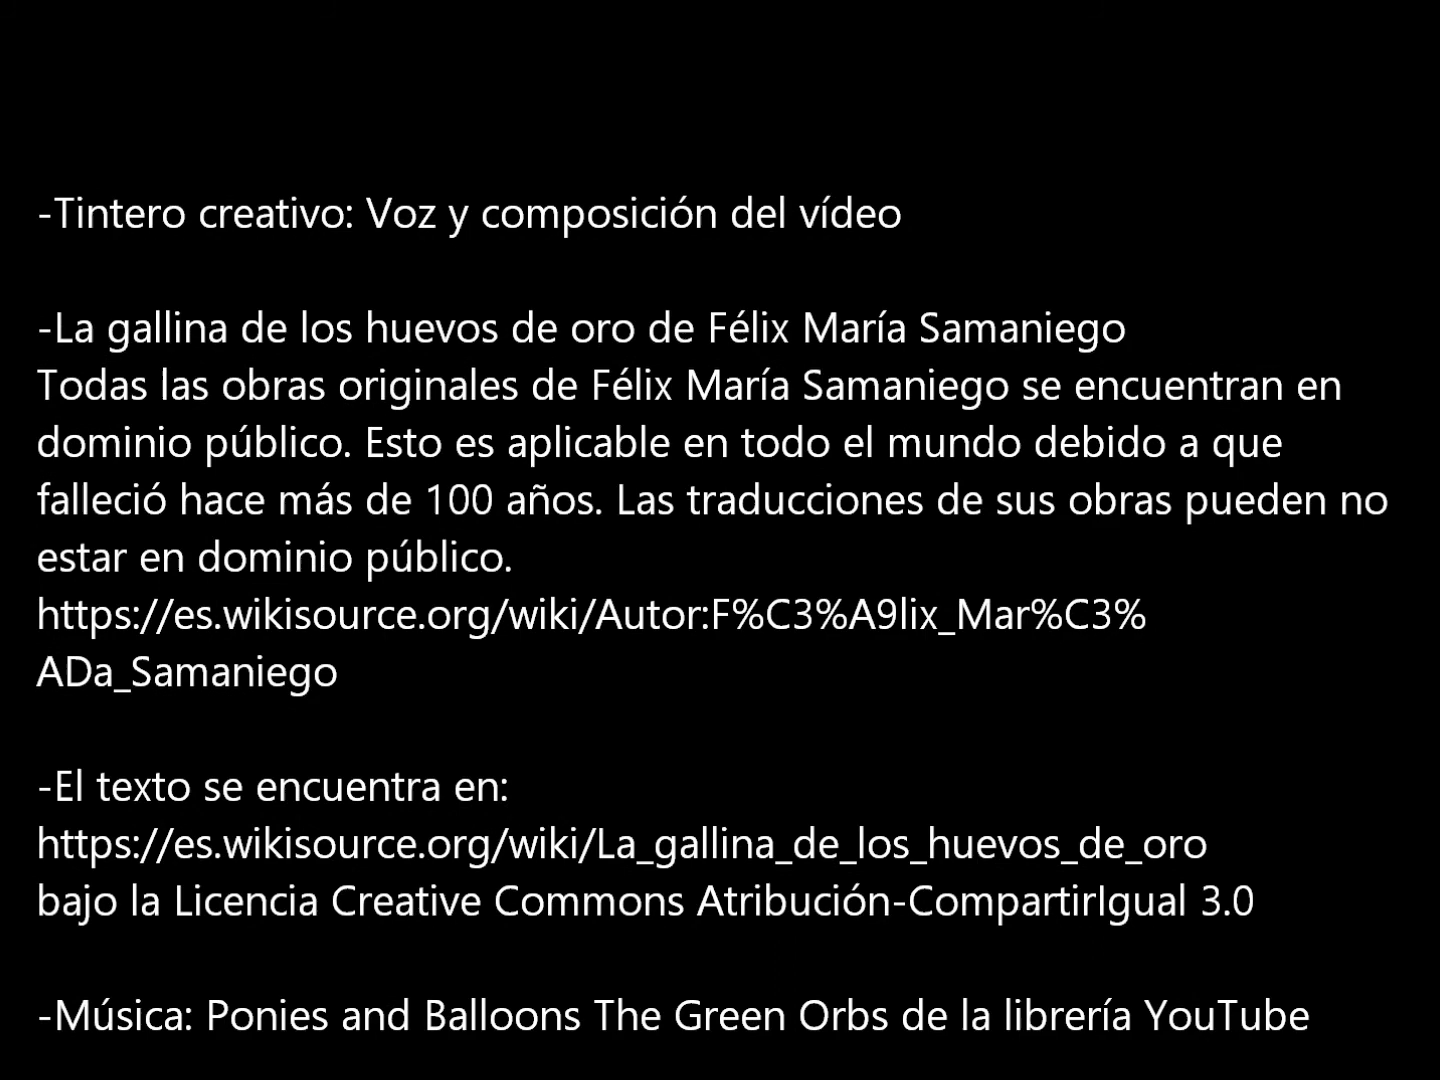 -Tintero creativo: Voz y composición del vídeo
-La gallina de los huevos de oro de Félix María Samaniego
Todas las obras originales de Félix María Samaniego se encuentran en
dominio público. Esto es aplicable en todo el mundo debido a que
falleció hace más de 100 años. Las traducciones de sus obras pueden no
estar en dominio público.
https://es.wikisource.org/wiki/Autor:F%C3%A9lix_Mar%C3%
ADa_Samaniego
-El texto se encuentra en:
https://es.wikisource.org/wiki/La_gallina_de_los_huevos_de_oro
bajo la Licencia Creative Commons Atribución-CompartirIgual 3.0
-Música: Ponies and Balloons The Green Orbs de la librería YouTube